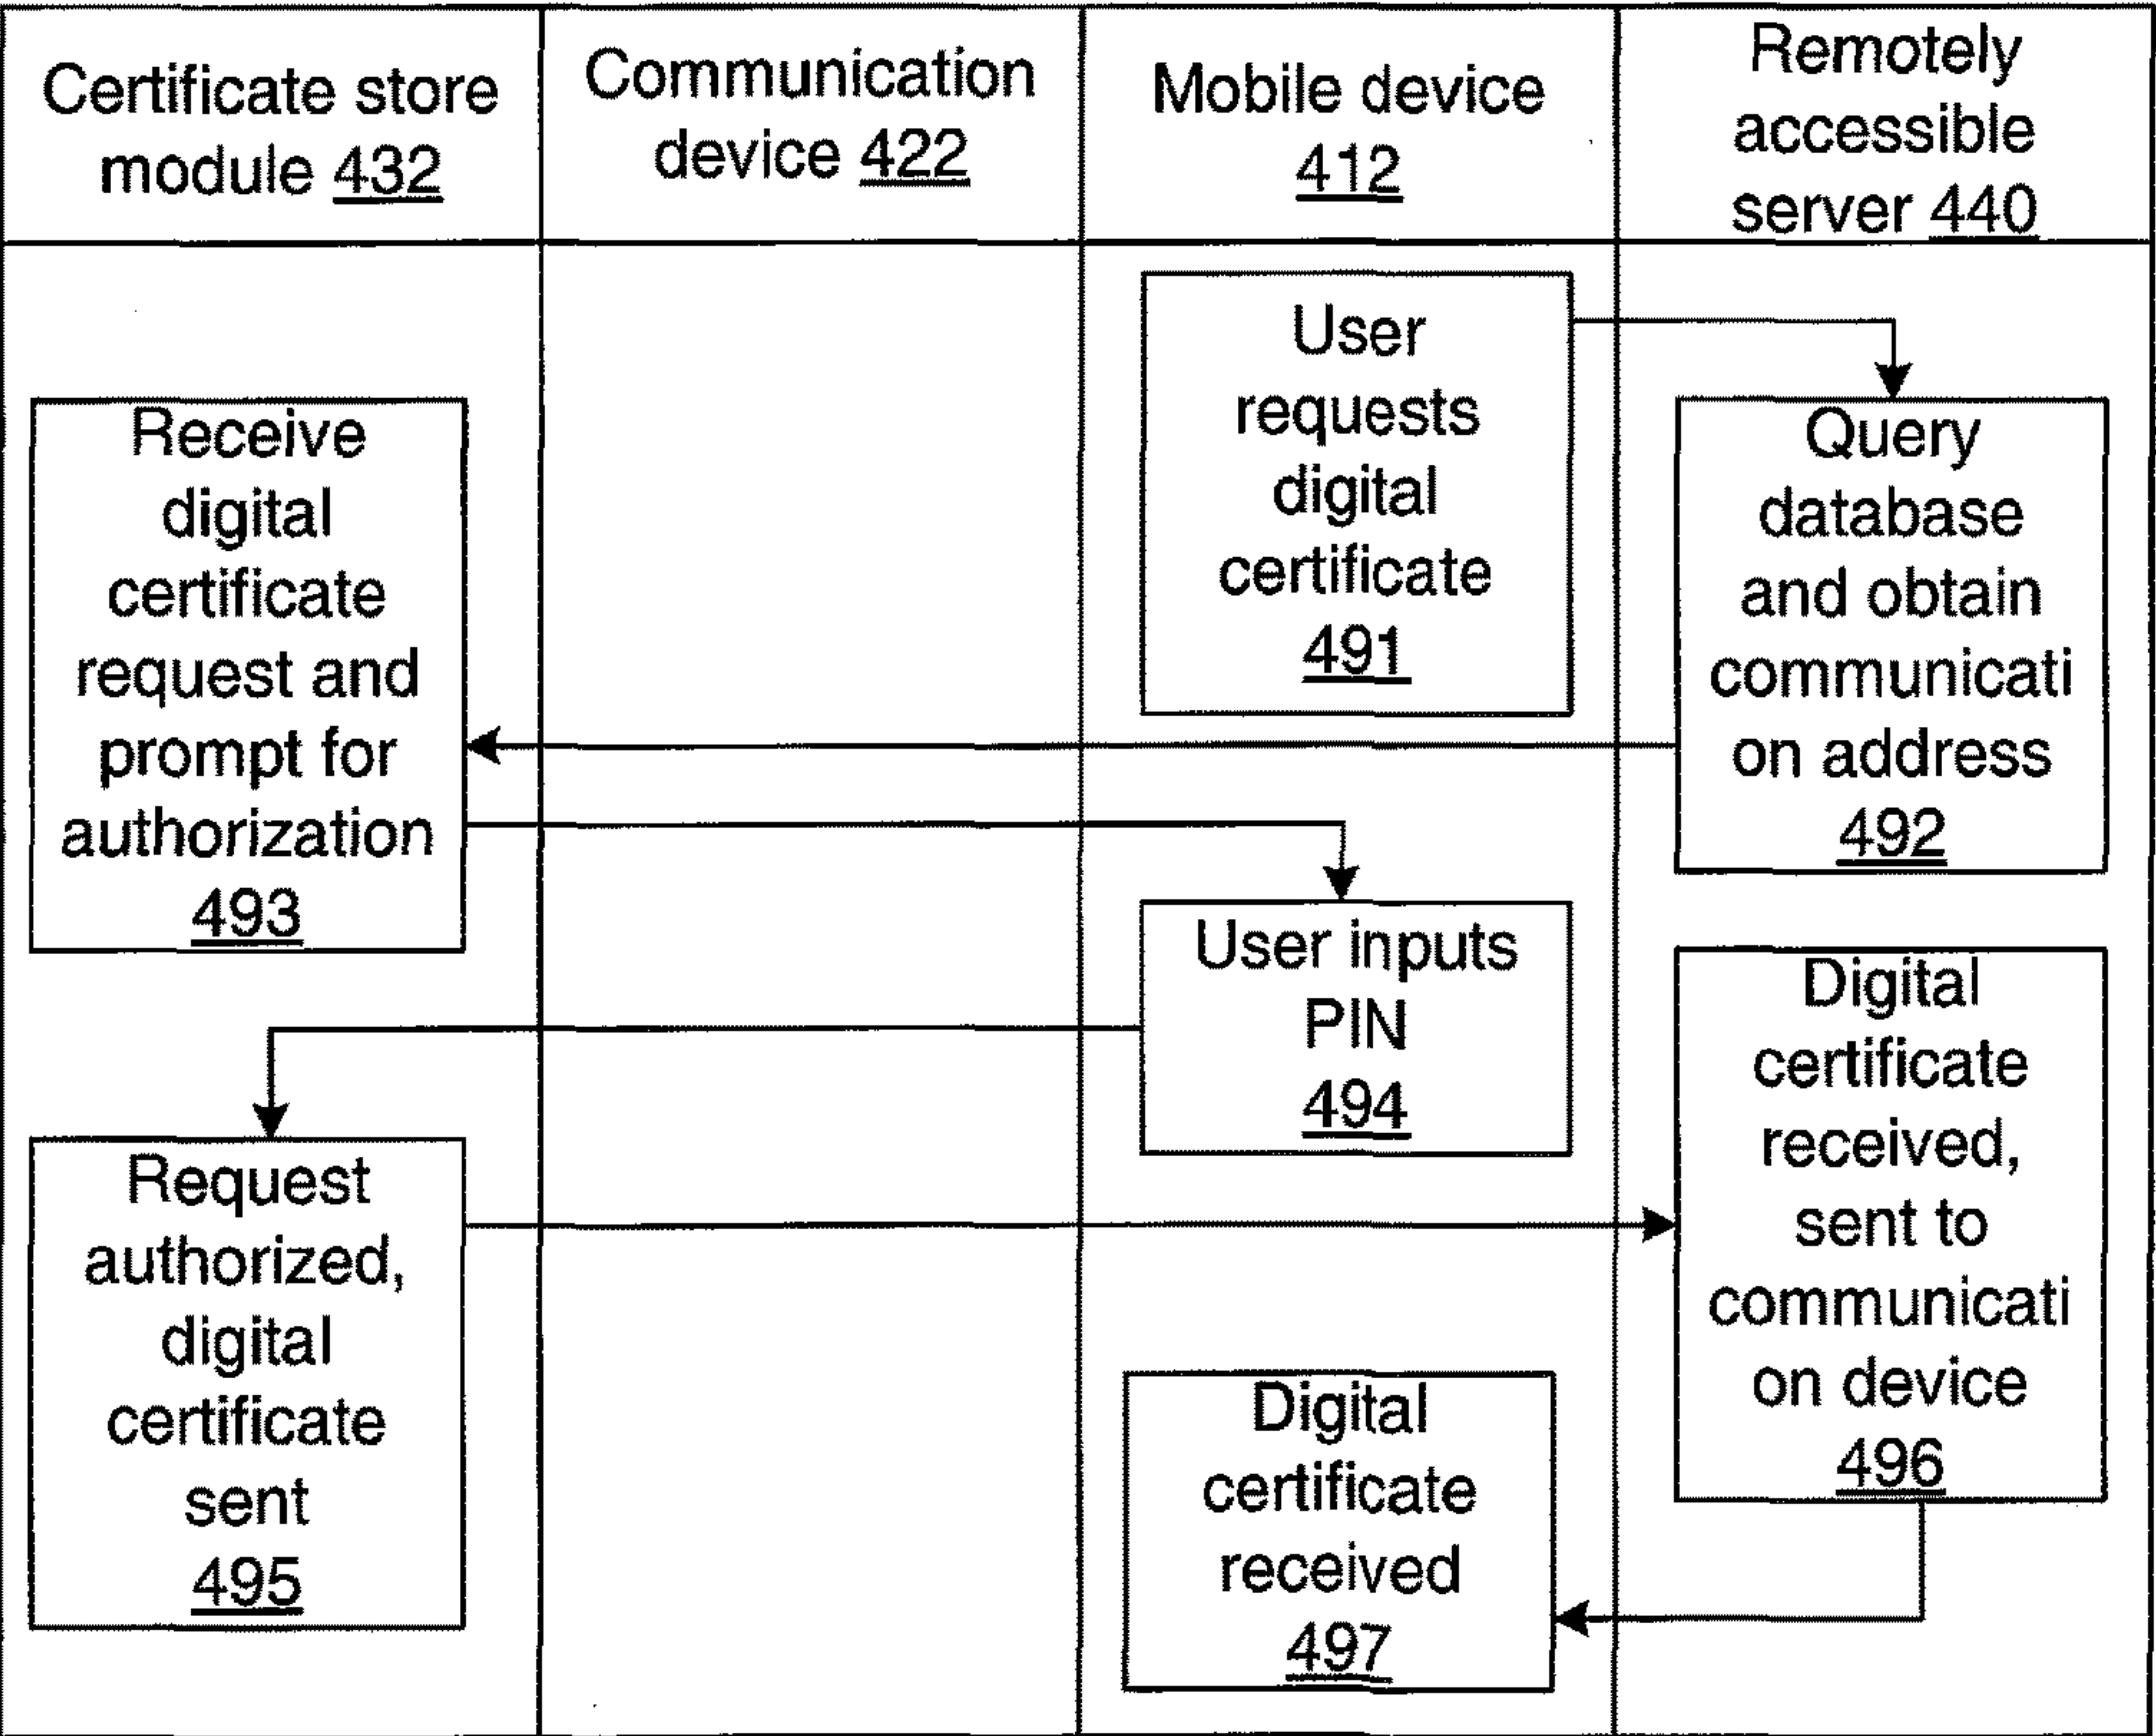 Certificate store
module 432
Communication
device 422
Mobile device
412
Remotely
accessible
server 440
User
requests
digital
certificate
491
Query
database
and obtain
communicati
on address
492
Receive
digital
certificate
request and
prompt for
authorization
493
User inputs
PIN
494
Request
authorized,
digital
certificate
sent
495
Digital
certificate
received,
sent to
communicati
on device
496
Digital
certificate
received
497